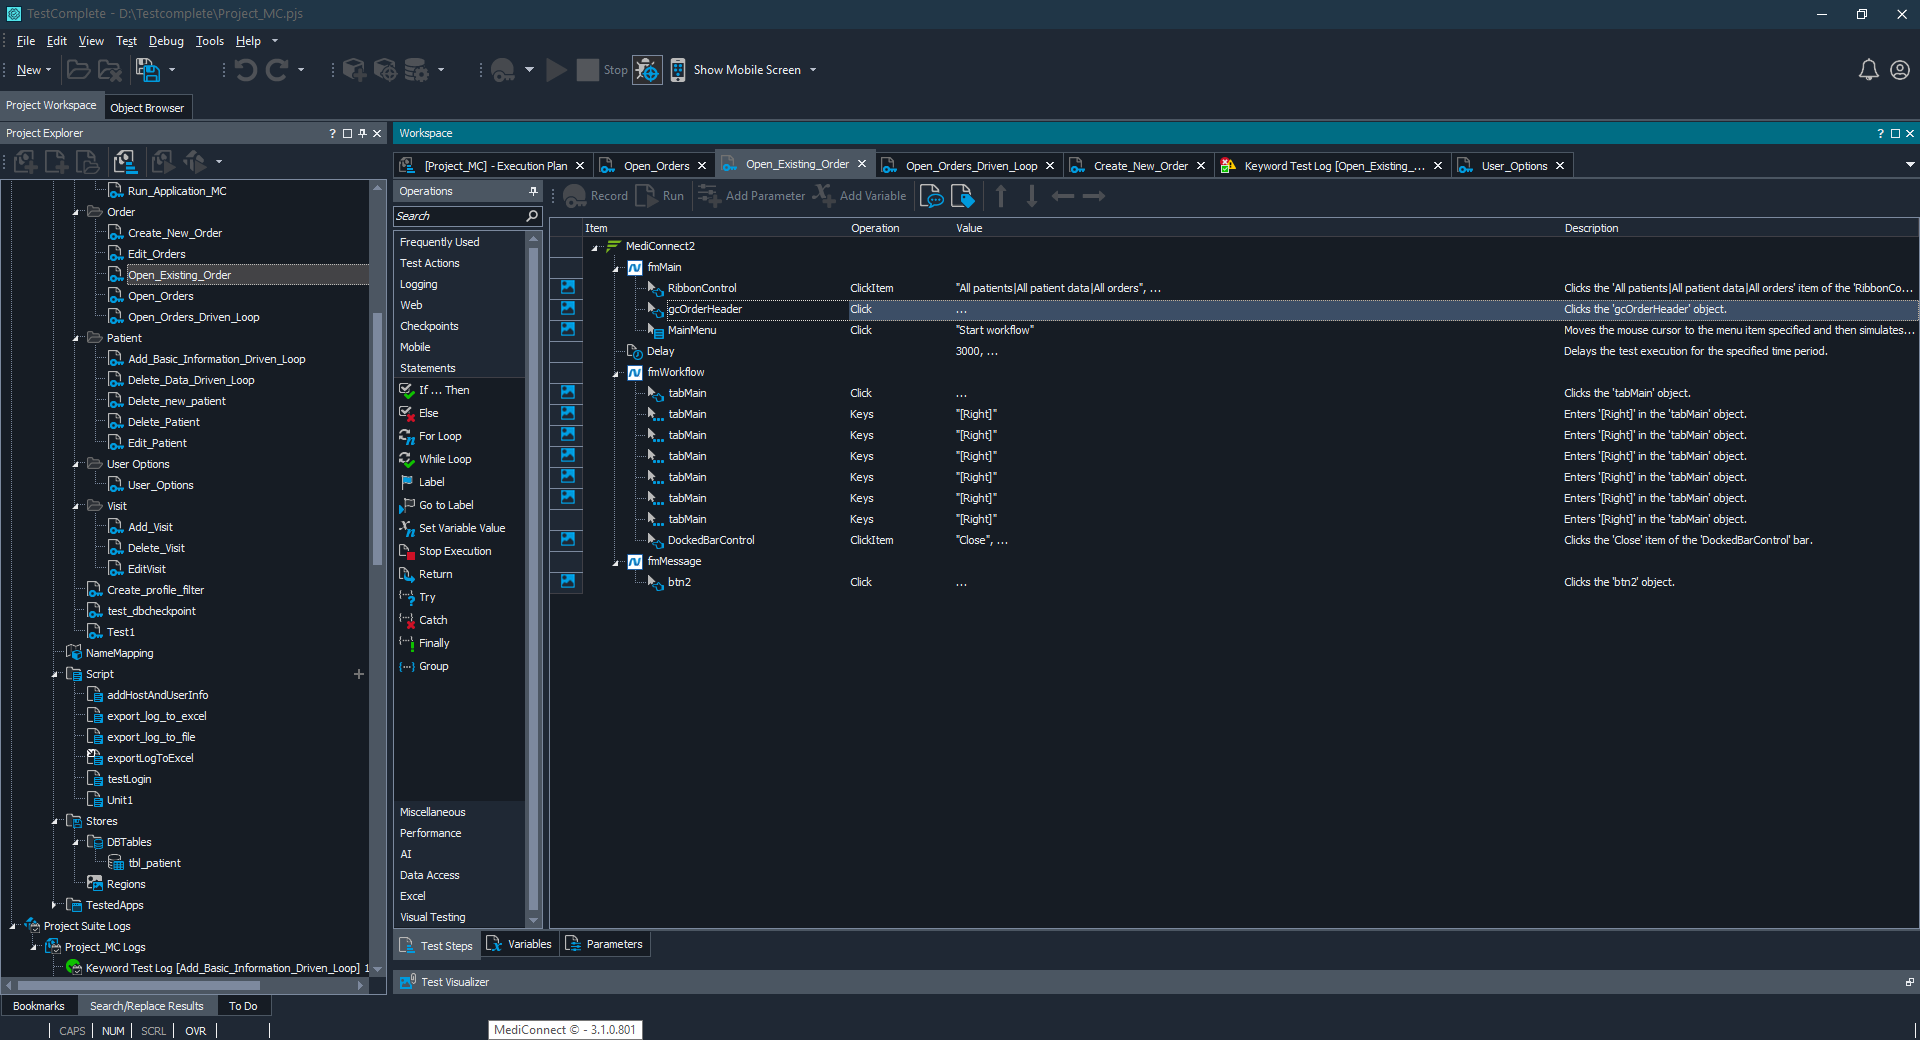 TestComplete - D:\Testcomplete\Project_MC.pjs
File Edit View Test Debug Tools Help
New Stop Show Mobile Screen
Project Workspace Object Browser
Project Explorer
Run_Application_MC
Order
Create_New_Order
Edit_Orders
Open_Existing_Order
Open_Orders
Open_Orders_Driven_Loop
Patient
Add_Basic_Information_Driven_Loop
Delete_Data_Driven_Loop
Delete_new_patient
Delete_Patient
Edit_Patient
User Options
User_Options
Visit
Add_Visit
Delete_Visit
EditVisit
Create_profile_filter
test_dbcheckpoint
Test1
NameMapping
Script
addHostAndUserInfo
export_log_to_excel
export_log_to_file
exportLogToExcel
testLogin
Unit1
Stores
DBTables
tbl_patient
Regions
TestedApps
Project Suite Logs
Project_MC Logs
Keyword Test Log [Add_Basic_Information_Driven_Loop] 1
Workspace
[Project_MC] - Execution Plan Open_Orders Open_Existing_Order Open_Orders_Driven_Loop Create_New_Order Keyword Test Log [Open_Existing_... User_Options
Operations
Search
Frequently Used
Test Actions
Logging
Web
Checkpoints
Mobile
Statements
If ... Then
Else
For Loop
While Loop
Label
Go to Label
Set Variable Value
Stop Execution
Return
Try
Catch
Finally
Group
Miscellaneous
Performance
AI
Data Access
Excel
Visual Testing
Record Run Add Parameter Add Variable
Item Operation Value Description
MediConnect2
fmMain
RibbonControl ClickItem "All patients|All patient data|All orders", ... Clicks the 'All patients|All patient data|All orders' item of the 'RibbonCo...
gcOrderHeader Click ... Clicks the 'gcOrderHeader' object.
MainMenu Click "Start workflow" Moves the mouse cursor to the menu item specified and then simulates...
Delay 3000, ... Delays the test execution for the specified time period.
fmWorkflow
tabMain Click ... Clicks the 'tabMain' object.
tabMain Keys "[Right]" Enters '[Right]' in the 'tabMain' object.
tabMain Keys "[Right]" Enters '[Right]' in the 'tabMain' object.
tabMain Keys "[Right]" Enters '[Right]' in the 'tabMain' object.
tabMain Keys "[Right]" Enters '[Right]' in the 'tabMain' object.
tabMain Keys "[Right]" Enters '[Right]' in the 'tabMain' object.
tabMain Keys "[Right]" Enters '[Right]' in the 'tabMain' object.
DockedBarControl ClickItem "Close", ... Clicks the 'Close' item of the 'DockedBarControl' bar.
fmMessage
btn2 Click ... Clicks the 'btn2' object.
Test Steps Variables Parameters
Test Visualizer
Bookmarks Search/Replace Results To Do
CAPS NUM SCRL OVR
MediConnect © - 3.1.0.801